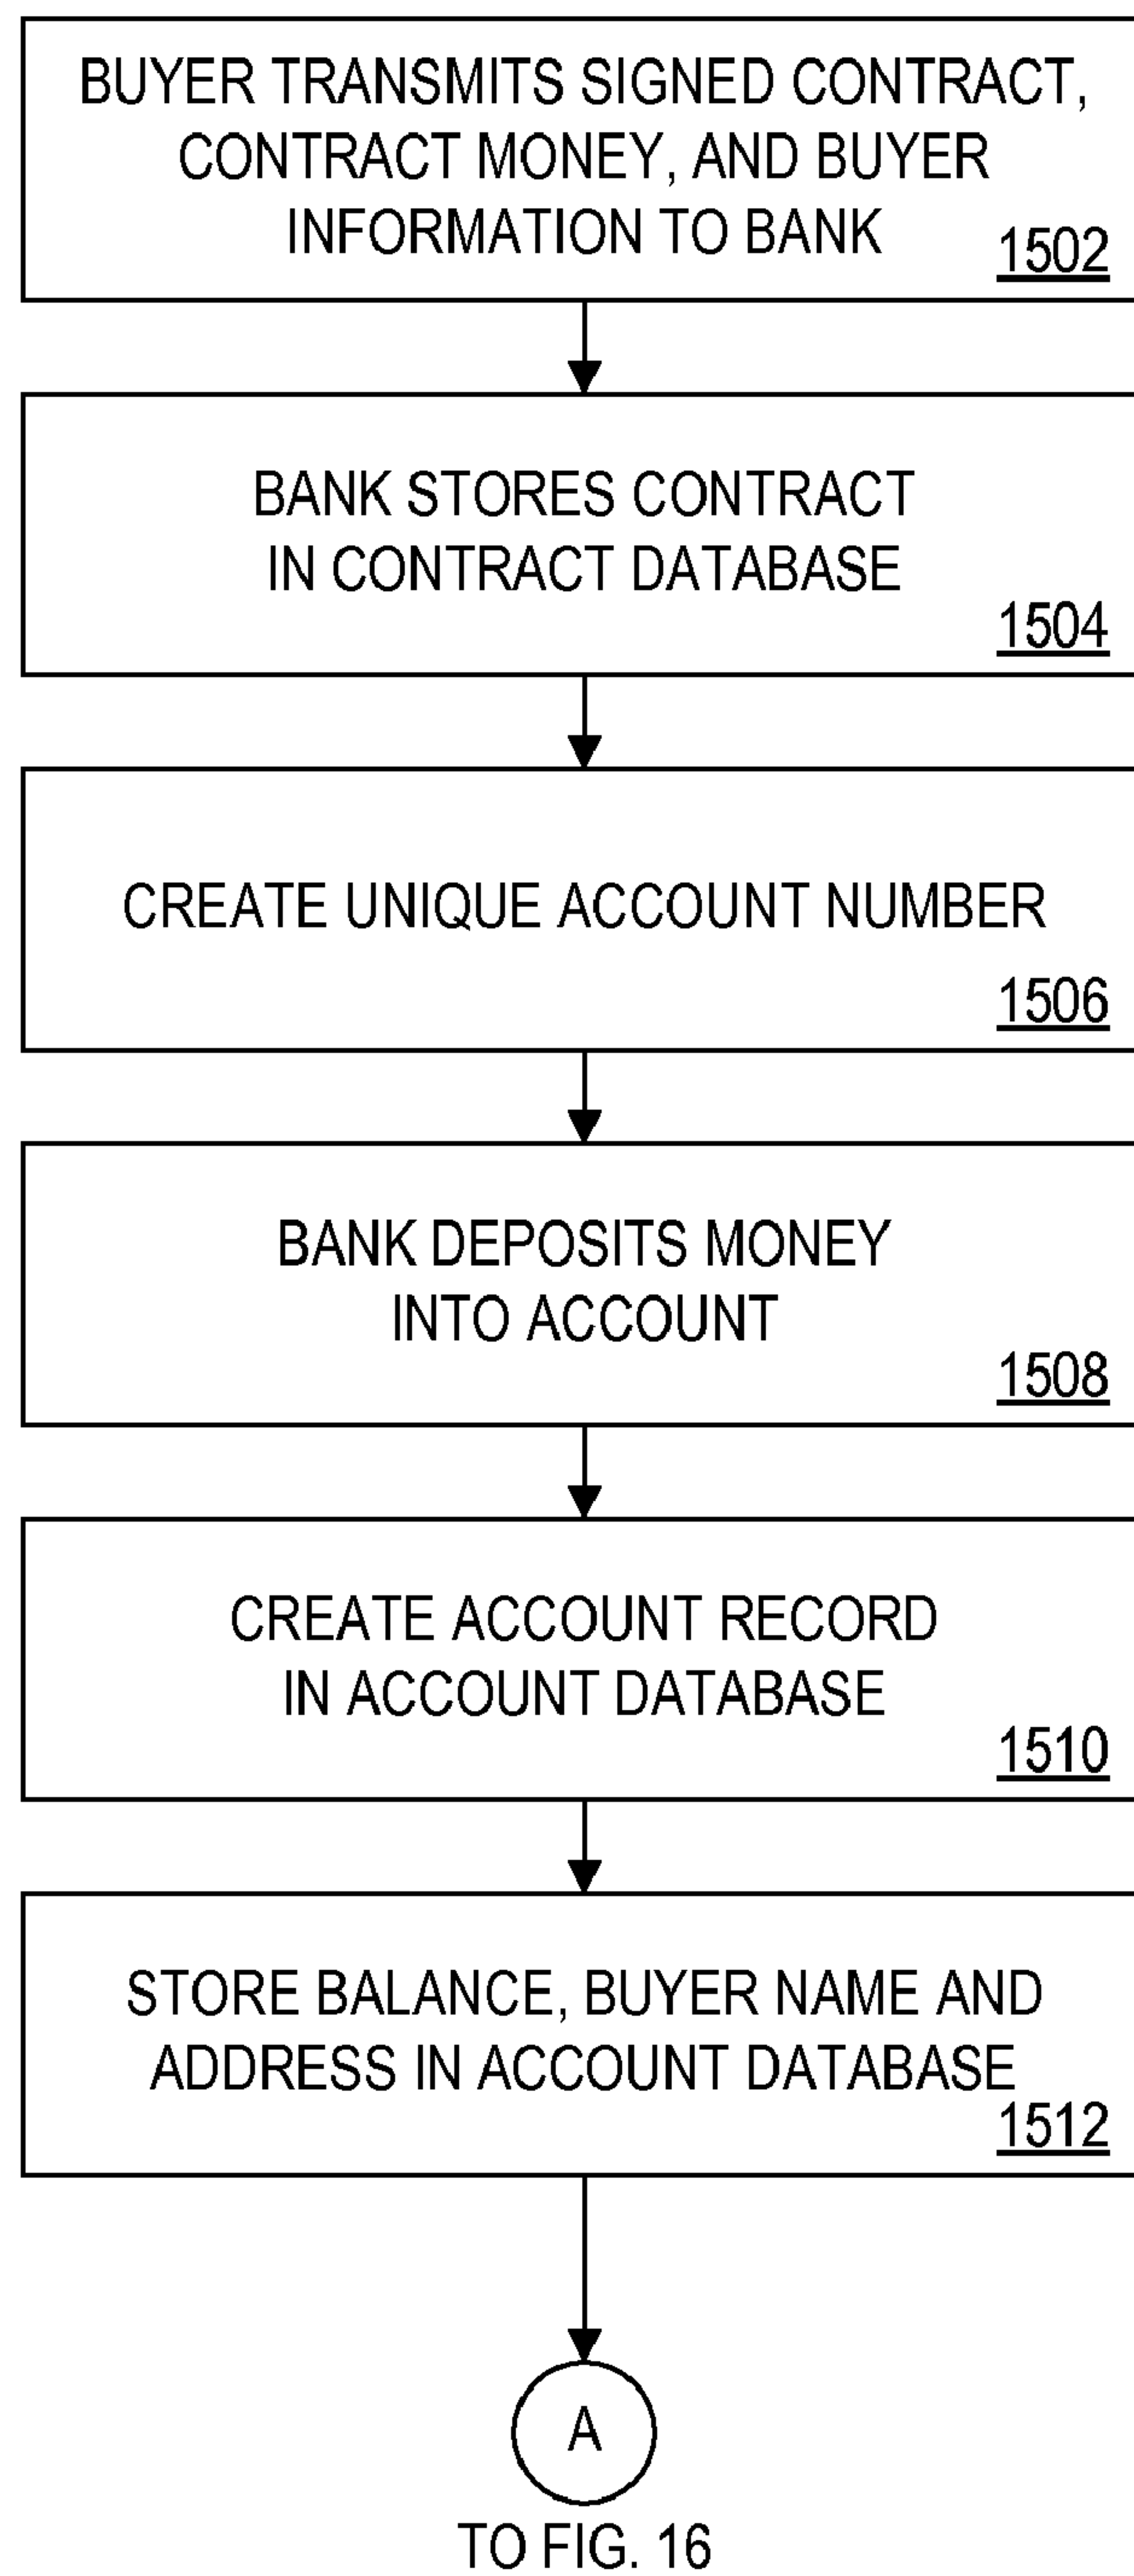 BUYER TRANSMITS SIGNED CONTRACT,
CONTRACT MONEY, AND BUYER
INFORMATION TO BANK
1502
BANK STORES CONTRACT
IN CONTRACT DATABASE
1504
CREATE UNIQUE ACCOUNT NUMBER
1506
BANK DEPOSITS MONEY
INTO ACCOUNT
1508
CREATE ACCOUNT RECORD
IN ACCOUNT DATABASE
1510
STORE BALANCE, BUYER NAME AND
ADDRESS IN ACCOUNT DATABASE
1512
A
TO FIG. 16